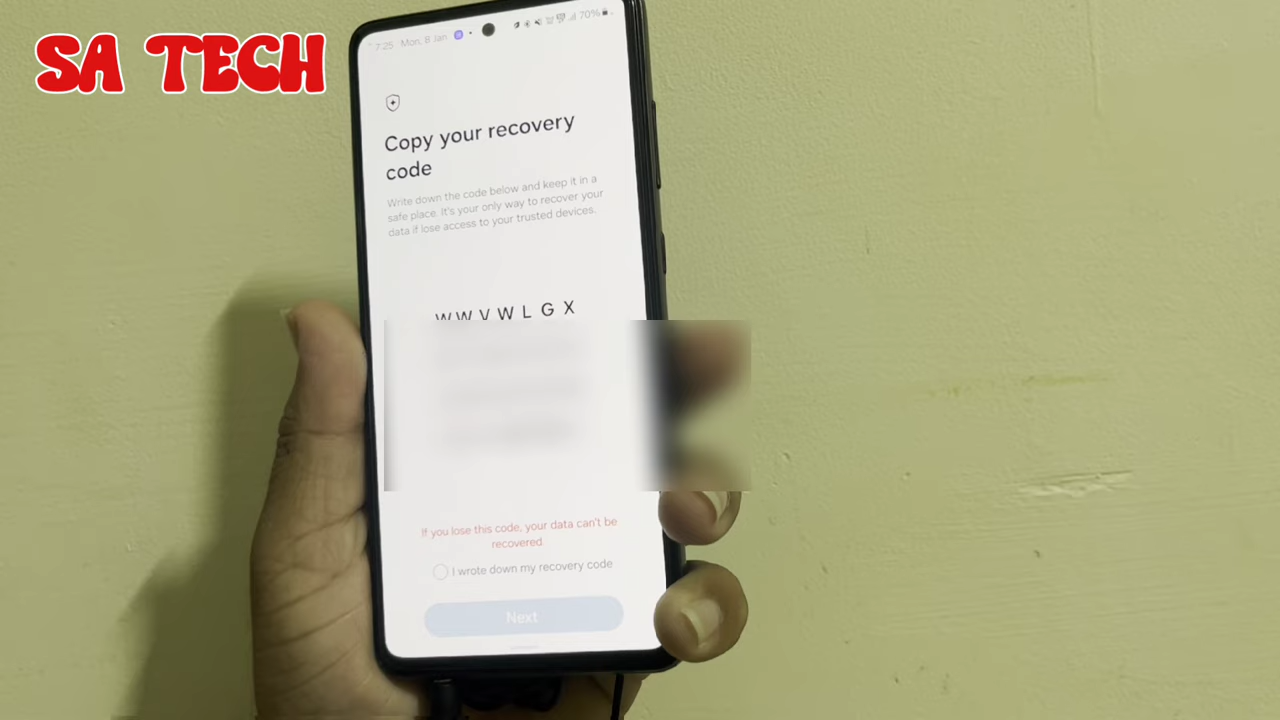 SA TECH
7:25 Mon, 8 Jan 70%
Copy your recovery
code
Write down the code below and keep it in a
safe place. It's your only way to recover your
data if lose access to your trusted devices.
W W V W L G X
If you lose this code, your data can't be
recovered.
I wrote down my recovery code
Next